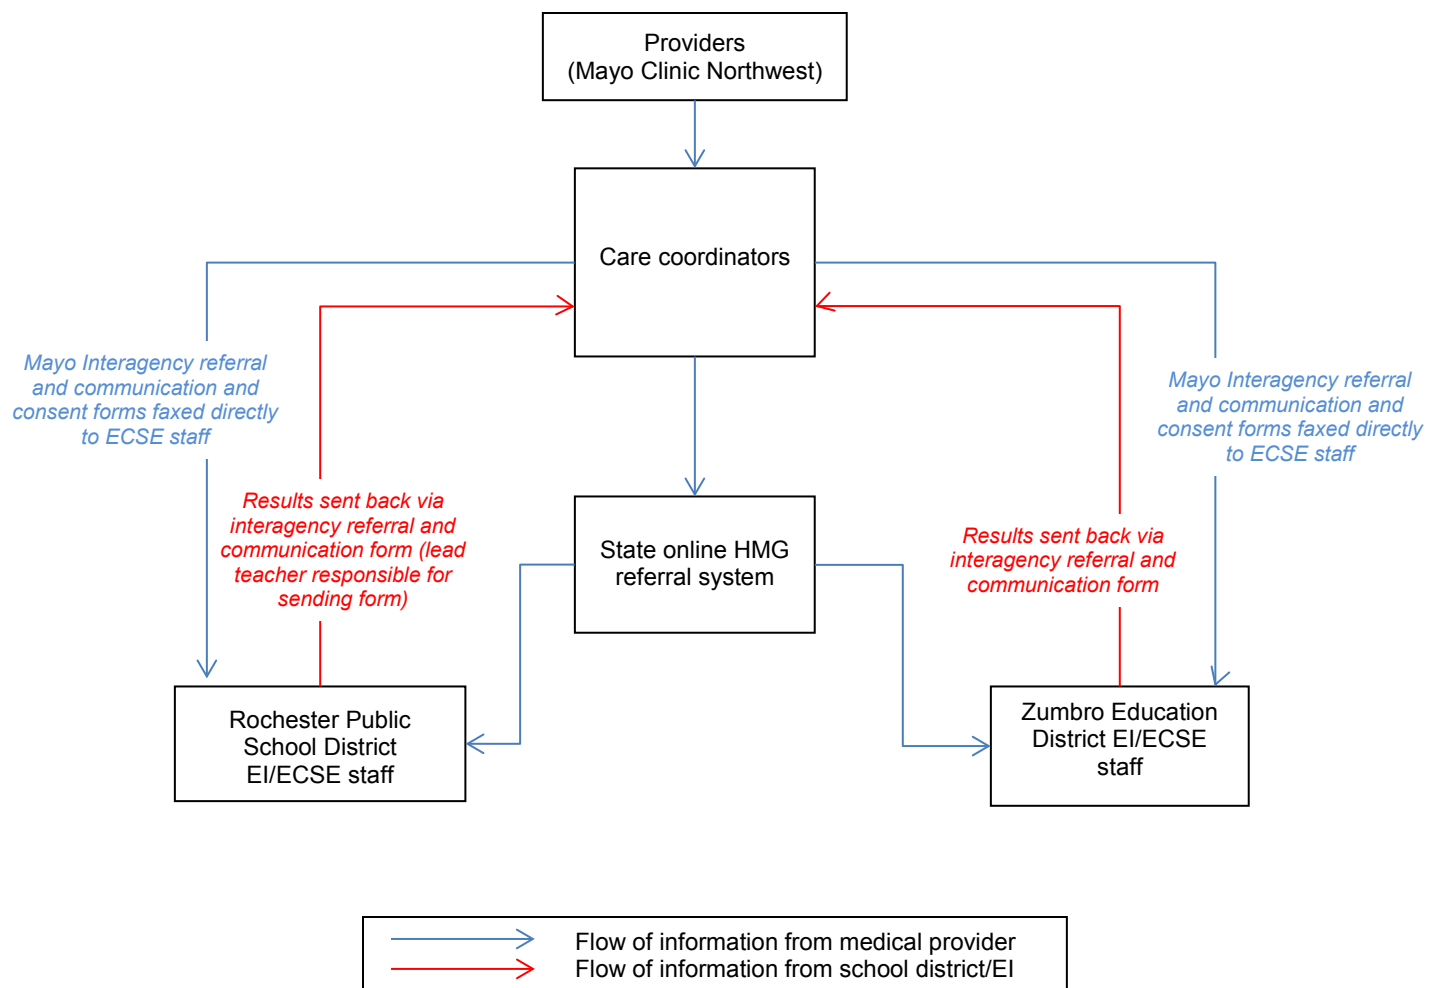 Providers
(Mayo Clinic Northwest)
Care coordinators
Mayo Interagency referral
and communication and
consent forms faxed directly
to ECSE staff
Mayo Interagency referral
and communication and
consent forms faxed directly
to ECSE staff
Results sent back via
interagency referral and
communication form (lead
teacher responsible for
sending form)
State online HMG
referral system
Results sent back via
interagency referral and
communication form
Rochester Public
School District
EI/ECSE staff
Zumbro Education
District EI/ECSE
staff
Flow of information from medical provider
Flow of information from school district/EI